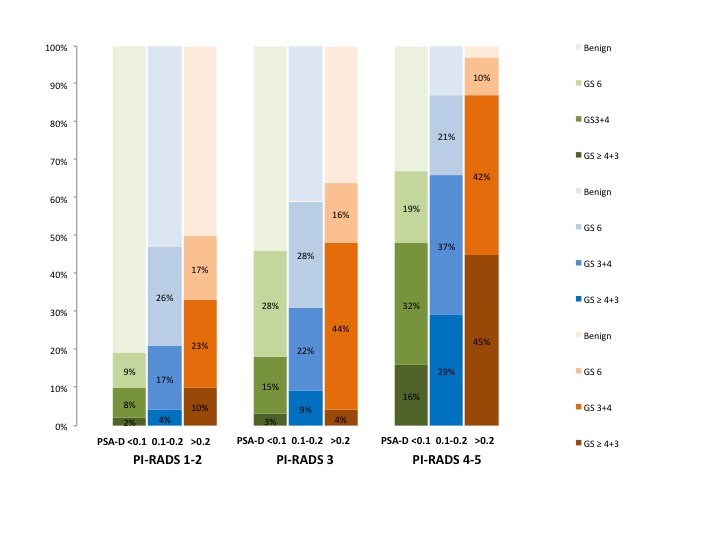 100%
90%
80%
70%
60%
50%
40%
30%
20%
10%
0%
9%
8%
2%
26%
17%
4%
17%
23%
10%
28%
15%
3%
28%
22%
9%
16%
44%
4%
19%
32%
16%
21%
37%
29%
10%
42%
45%
PSA-D <0.1 0.1-0.2 >0.2
PSA-D <0.1 0.1-0.2 >0.2
PSA-D <0.1 0.1-0.2 >0.2
PI-RADS 1-2
PI-RADS 3
PI-RADS 4-5
Benign
GS 6
GS3+4
GS ≥ 4+3
Benign
GS 6
GS 3+4
GS ≥ 4+3
Benign
GS 6
GS 3+4
GS ≥ 4+3